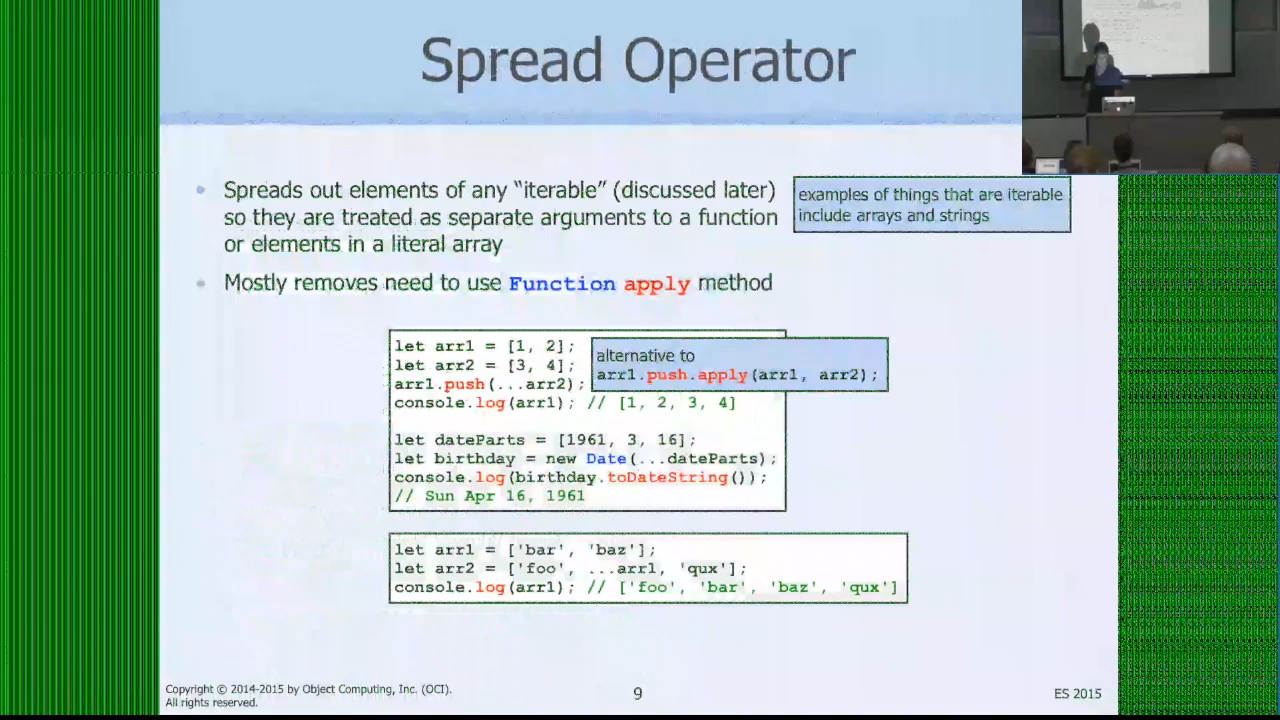 Spread Operator
Spreads out elements of any “iterable” (discussed later)
so they are treated as separate arguments to a function
or elements in a literal array
examples of things that are iterable
include arrays and strings
Mostly removes need to use Function apply method
let arr1 = [1, 2];
let arr2 = [3, 4];
arr1.push(...arr2);
console.log(arr1); // [1, 2, 3, 4]
alternative to
arr1.push.apply(arr1, arr2);
let dateParts = [1961, 3, 16];
let birthday = new Date(...dateParts);
console.log(birthday.toDateString());
// Sun Apr 16, 1961
let arr1 = ['bar', 'baz'];
let arr2 = ['foo', ...arr1, 'qux'];
console.log(arr1); // ['foo', 'bar', 'baz', 'qux']
Copyright © 2014-2015 by Object Computing, Inc. (OCI).
All rights reserved.
9
ES 2015